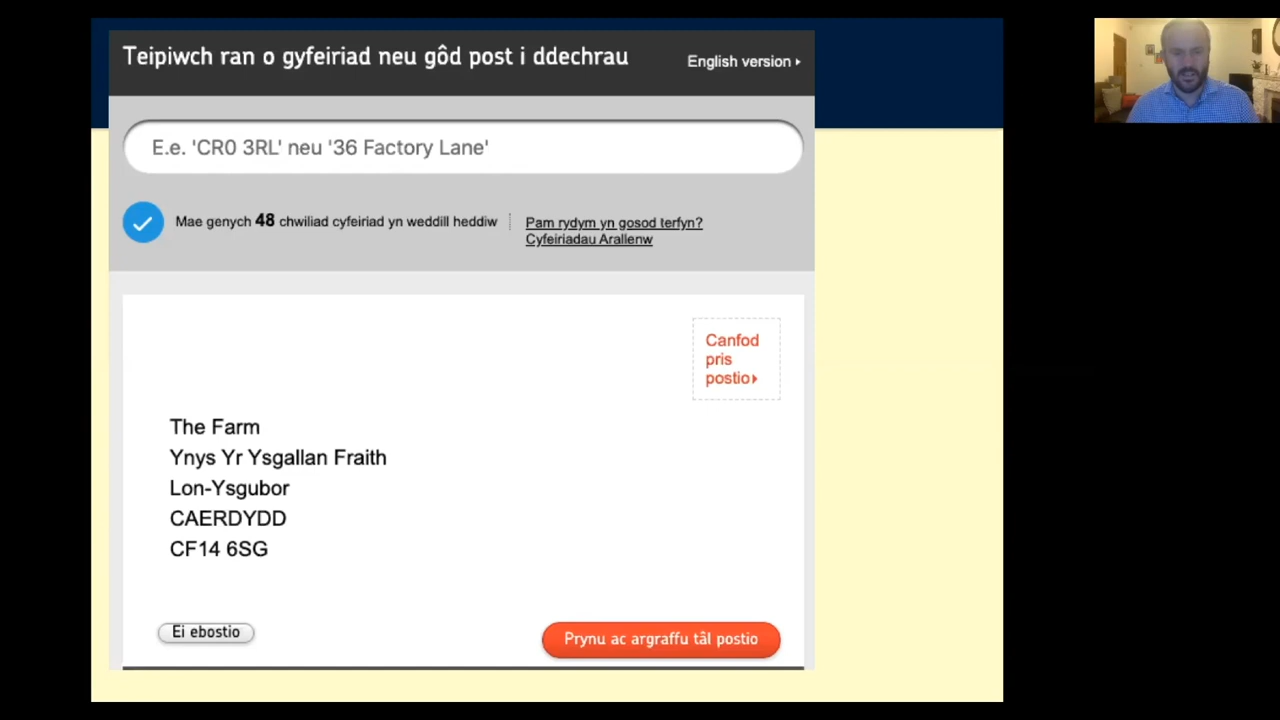 Teipiwch ran o gyfeiriad neu gôd post i ddechrau
English version
E.e. 'CR0 3RL' neu '36 Factory Lane'
Mae genych 48 chwiliad cyfeiriad yn weddill heddiw
Pam rydym yn gosod terfyn?
Cyfeiriadau Arallenw
Canfod
pris
postio
The Farm
Ynys Yr Ysgallan Fraith
Lon-Ysgubor
CAERDYDD
CF14 6SG
Ei ebostio
Prynu ac argraffu tâl postio